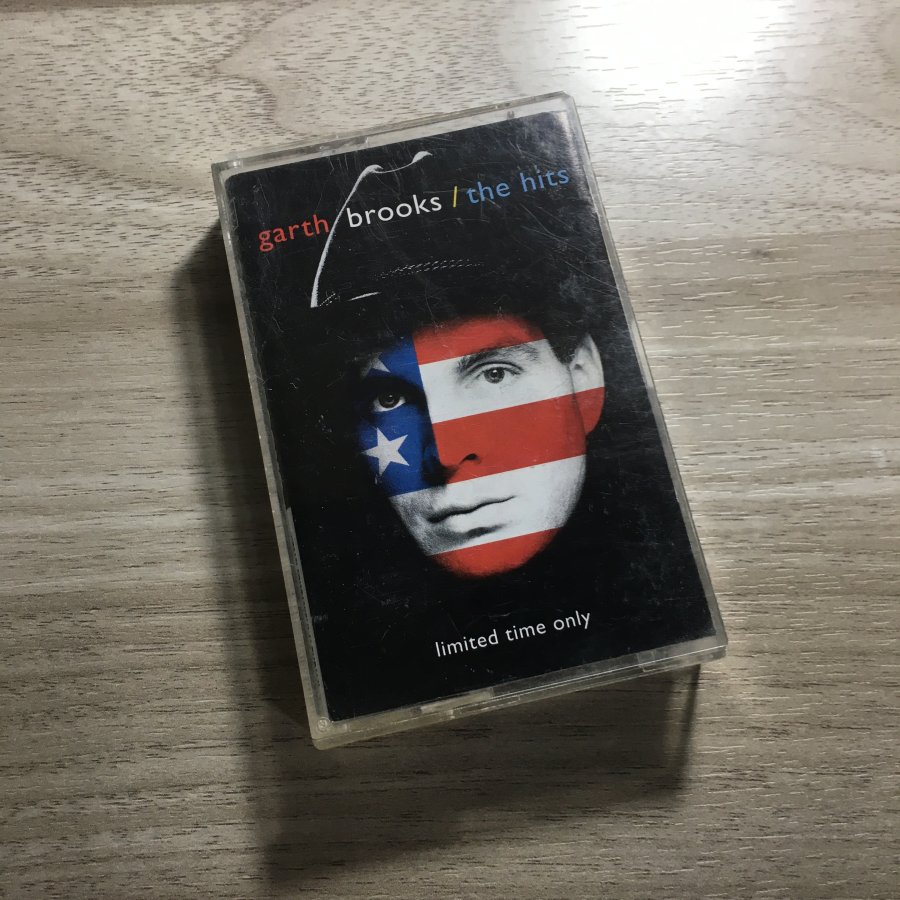 garth brooks / the hits
limited time only